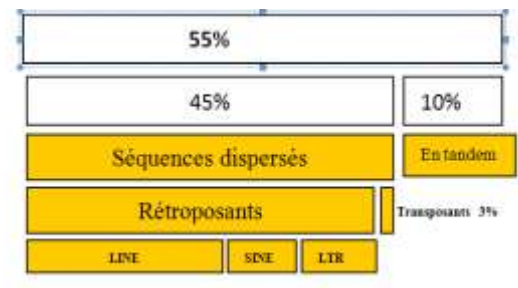 55%
45%
10%
Séquences dispersés
En tandem
Rétroposants
Transposants 3%
LINE
SINE
LTR